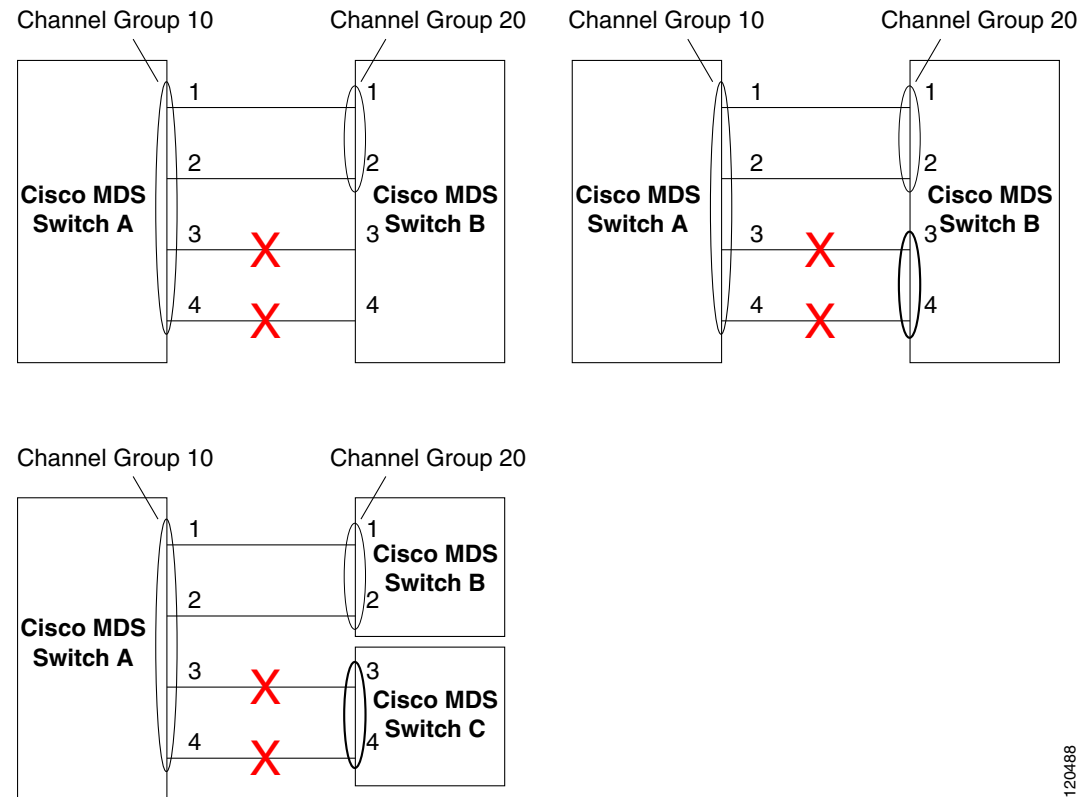 Channel Group 10
Channel Group 20
1
1
2
2
Cisco MDS
Switch A
Cisco MDS
Switch B
3
X
3
4
X
4
Channel Group 10
Channel Group 20
1
1
2
2
Cisco MDS
Switch A
Cisco MDS
Switch B
3
X
3
4
X
4
Channel Group 10
Channel Group 20
1
1
Cisco MDS
Switch B
2
2
Cisco MDS
Switch A
3
X
3
Cisco MDS
Switch C
4
X
4
120488